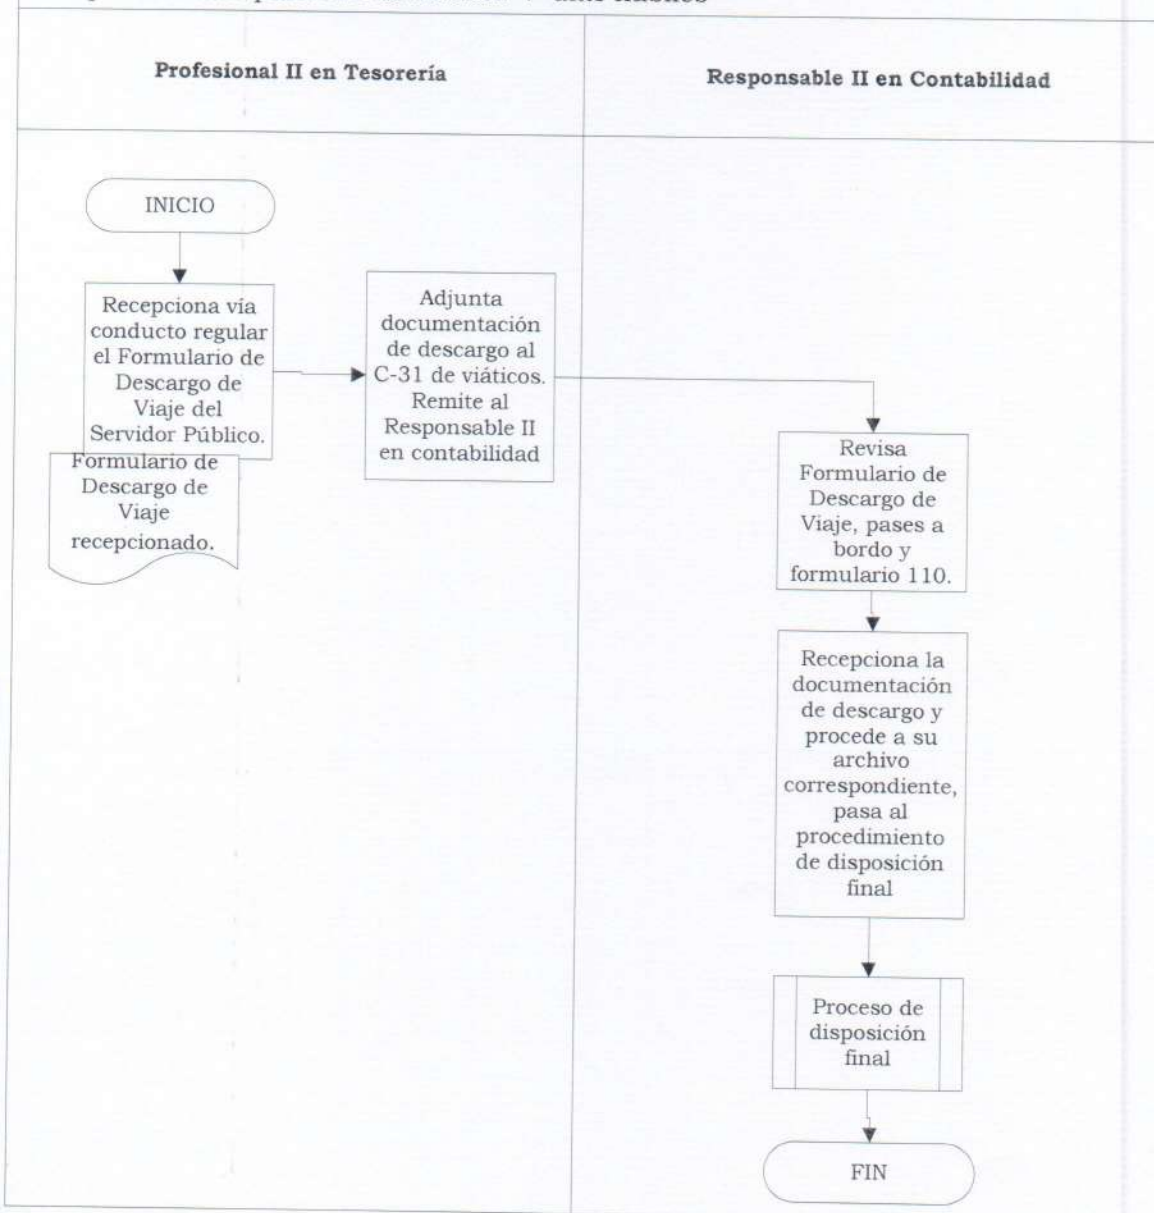 Profesional II en Tesorería
Responsable II en Contabilidad
INICIO
Recepciona vía
conducto regular
el Formulario de
Descargo de
Viaje del
Servidor Público.
Formulario de
Descargo de
Viaje
recepcionado.
Adjunta
documentación
de descargo al
C-31 de viáticos.
Remite al
Responsable II
en contabilidad
Revisa
Formulario de
Descargo de
Viaje, pases a
bordo y
formulario 110.
Recepciona la
documentación
de descargo y
procede a su
archivo
correspondiente,
pasa al
procedimiento
de disposición
final
Proceso de
disposición
final
FIN